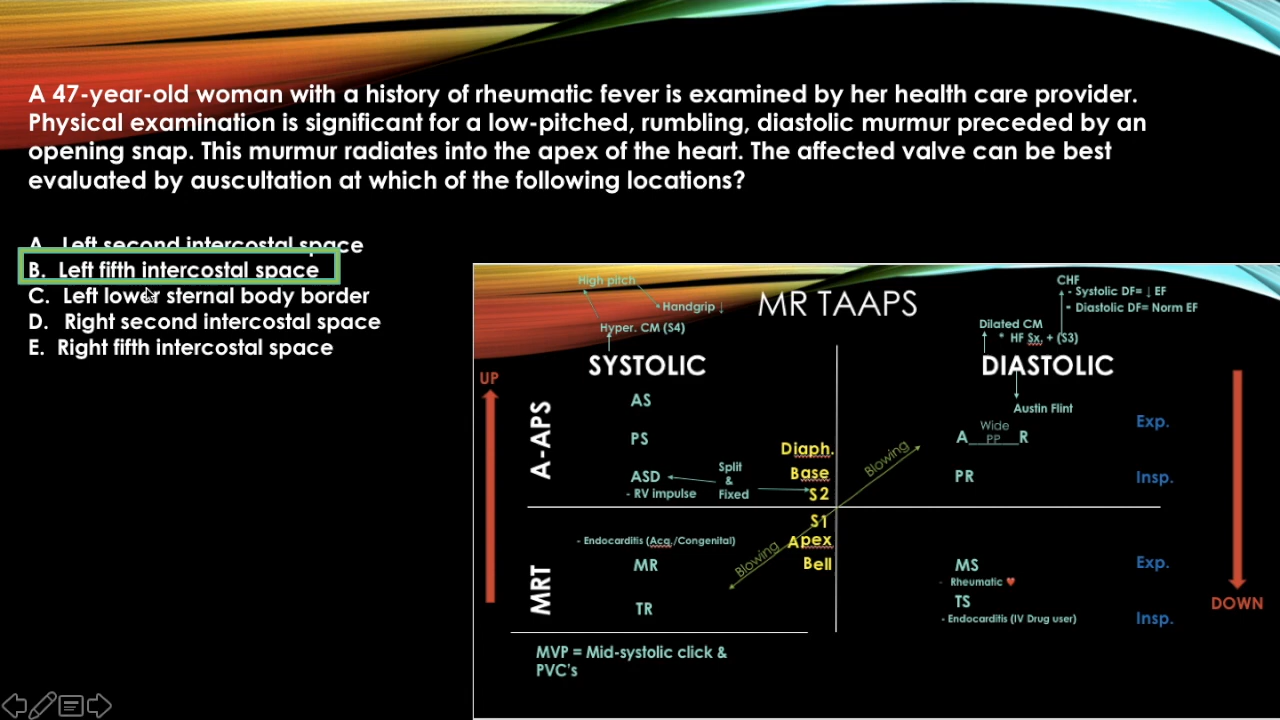 A 47-year-old woman with a history of rheumatic fever is examined by her health care provider.
Physical examination is significant for a low-pitched, rumbling, diastolic murmur preceded by an
opening snap. This murmur radiates into the apex of the heart. The affected valve can be best
evaluated by auscultation at which of the following locations?
A. Left second intercostal space
B. Left fifth intercostal space
C. Left lower sternal body border
D. Right second intercostal space
E. Right fifth intercostal space
MR TAAPS
High pitch
Handgrip ↓
Hyper. CM (S4)
CHF
- Systolic DF= ↓ EF
- Diastolic DF= Norm EF
Dilated CM
* HF Sx. + (S3)
SYSTOLIC
DIASTOLIC
UP
Austin Flint
A-APS
AS
PS
ASD
- RV impulse
Split
&
Fixed
Diaph.
Base
S2
Blowing
Wide
PP
A____R
PR
Exp.
Insp.
S1
Apex
Bell
- Endocarditis (Acq./Congenital)
MRT
MR
TR
Blowing
MS
- Rheumatic ♥
TS
- Endocarditis (IV Drug user)
Exp.
Insp.
DOWN
MVP = Mid-systolic click &
PVC's